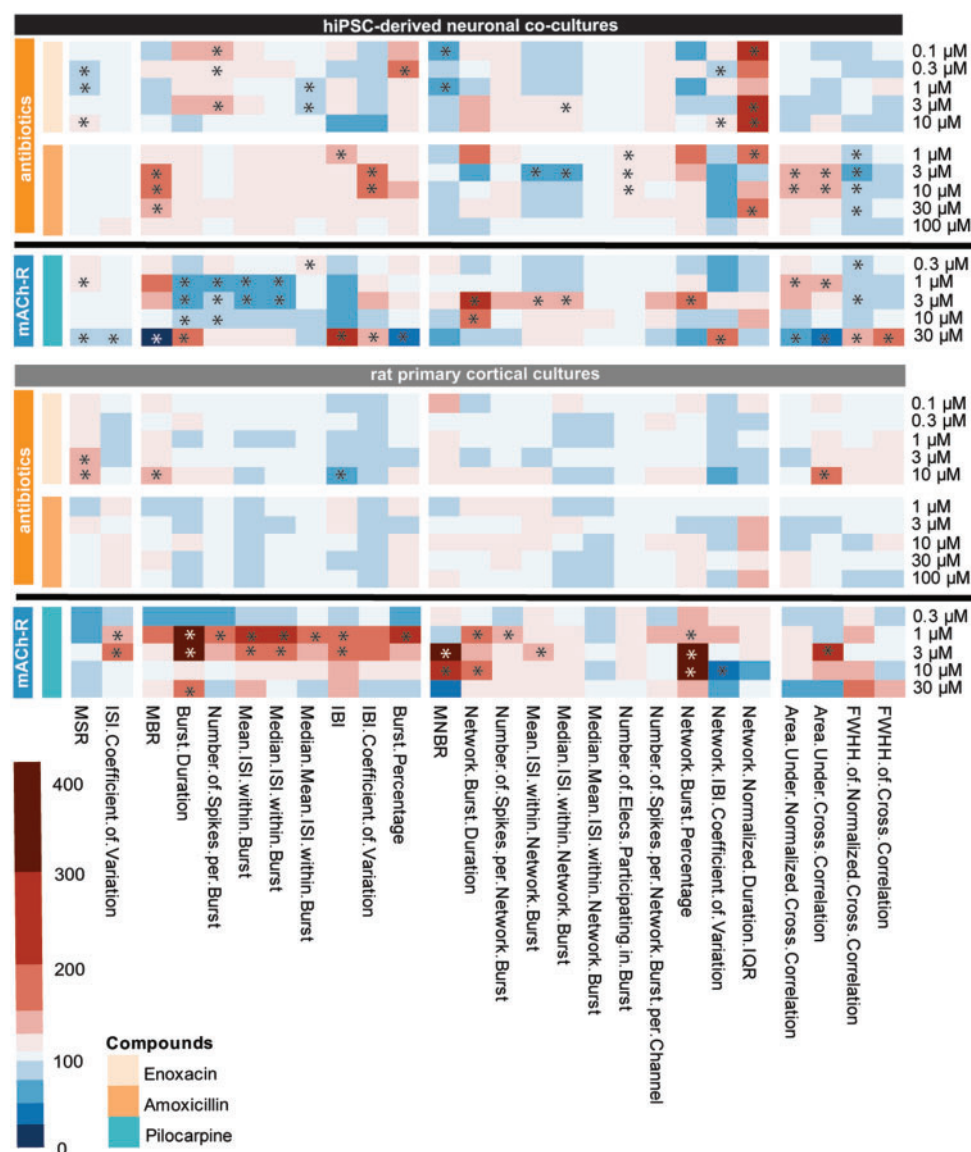 hiPSC-derived neuronal co-cultures
antibiotics
0.1 µM
0.3 µM
1 µM
3 µM
10 µM
1 µM
3 µM
10 µM
30 µM
100 µM
mACh-R
0.3 µM
1 µM
3 µM
10 µM
30 µM
rat primary cortical cultures
antibiotics
0.1 µM
0.3 µM
1 µM
3 µM
10 µM
1 µM
3 µM
10 µM
30 µM
100 µM
mACh-R
0.3 µM
1 µM
3 µM
10 µM
30 µM
MSR
ISI.Coefficient.of.Variation
MBR
Burst.Duration
Number.of.Spikes.per.Burst
Mean.ISI.within.Burst
Median.ISI.within.Burst
Median.Mean.ISI.within.Burst
IBI
IBI.Coefficient.of.Variation
Burst.Percentage
MNBR
Network.Burst.Duration
Number.of.Spikes.per.Network.Burst
Mean.ISI.within.Network.Burst
Median.ISI.within.Network.Burst
Median.Mean.ISI.within.Network.Burst
Number.of.Elecs.Participating.in.Burst
Number.of.Spikes.per.Network.Burst.per.Channel
Network.Burst.Percentage
Network.IBI.Coefficient.of.Variation
Network.Normalized.Duration.IQR
Area.Under.Normalized.Cross.Correlation
Area.Under.Cross.Correlation
FWHH.of.Normalized.Cross.Correlation
FWHH.of.Cross.Correlation
400
300
200
100
0
Compounds
Enoxacin
Amoxicillin
Pilocarpine